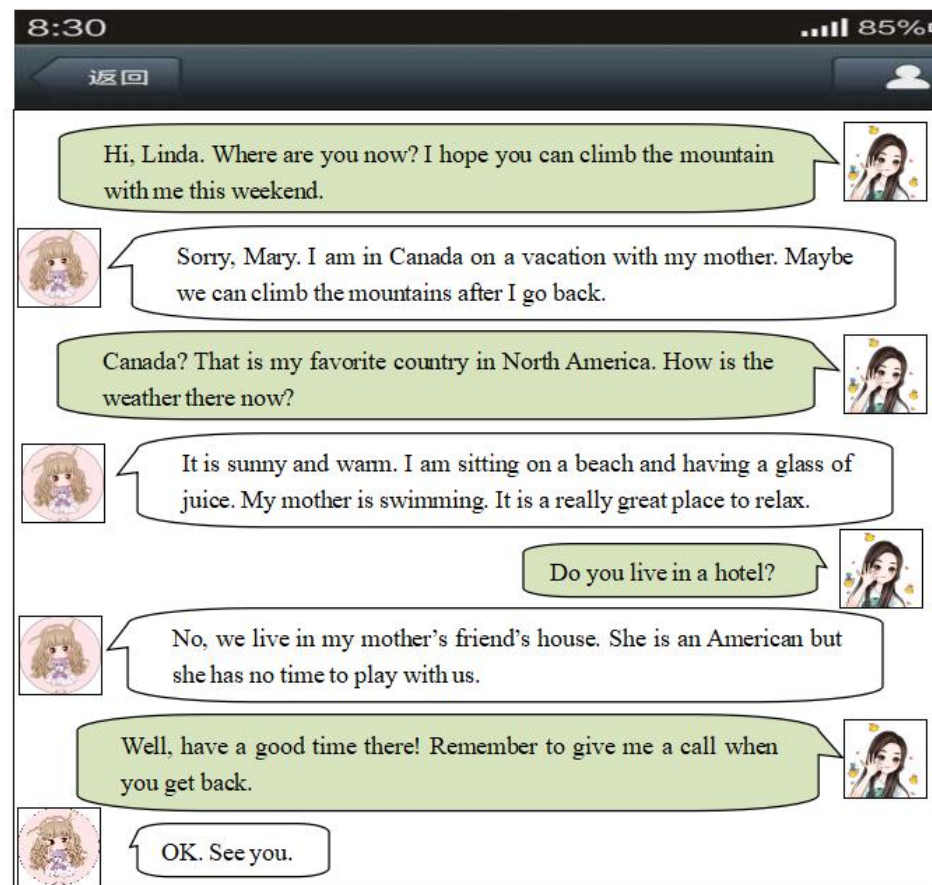 8:30
85%
返回
Hi, Linda. Where are you now? I hope you can climb the mountain
with me this weekend.
Sorry, Mary. I am in Canada on a vacation with my mother. Maybe
we can climb the mountains after I go back.
Canada? That is my favorite country in North America. How is the
weather there now?
It is sunny and warm. I am sitting on a beach and having a glass of
juice. My mother is swimming. It is a really great place to relax.
Do you live in a hotel?
No, we live in my mother's friend's house. She is an American but
she has no time to play with us.
Well, have a good time there! Remember to give me a call when
you get back.
OK. See you.